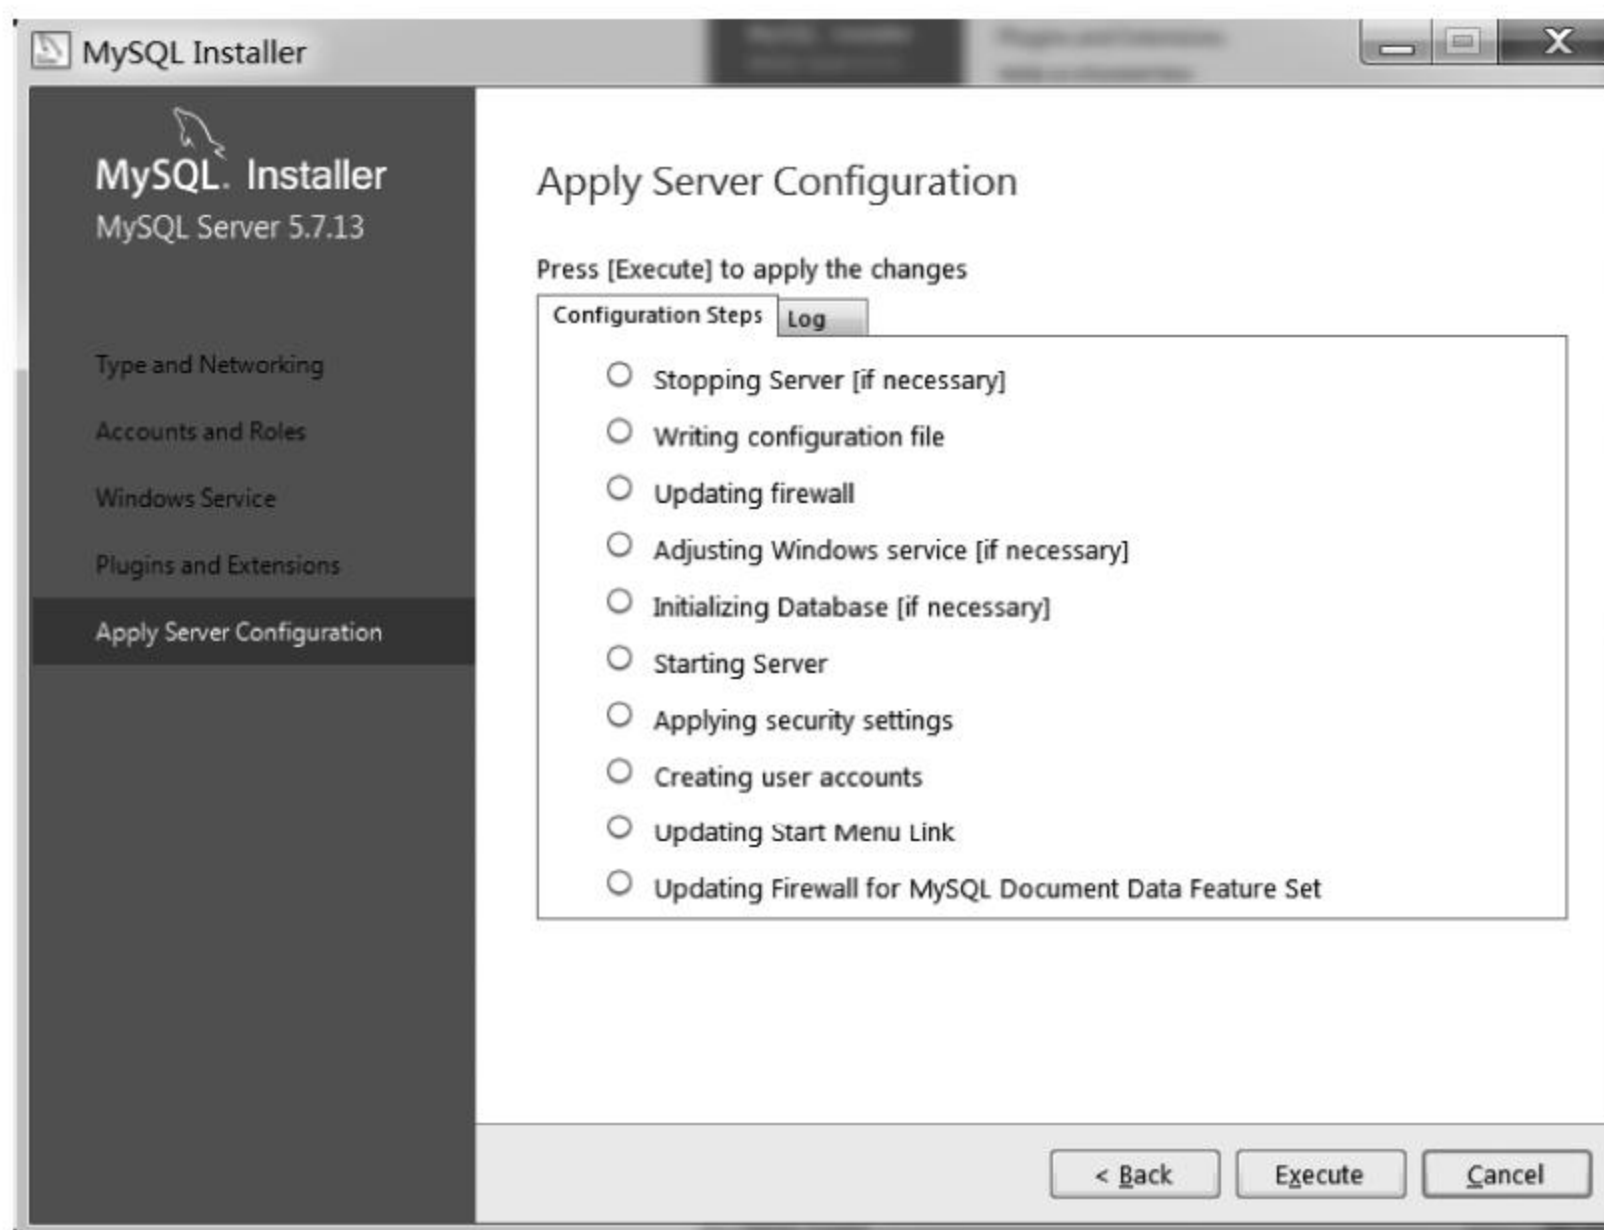 MySQL Installer
MySQL. Installer
MySQL Server 5.7.13
Type and Networking
Accounts and Roles
Windows Service
Plugins and Extensions
Apply Server Configuration
Apply Server Configuration
Press [Execute] to apply the changes
Configuration Steps Log
Stopping Server [if necessary]
Writing configuration file
Updating firewall
Adjusting Windows service [if necessary]
Initializing Database [if necessary]
Starting Server
Applying security settings
Creating user accounts
Updating Start Menu Link
Updating Firewall for MySQL Document Data Feature Set
< Back Execute Cancel